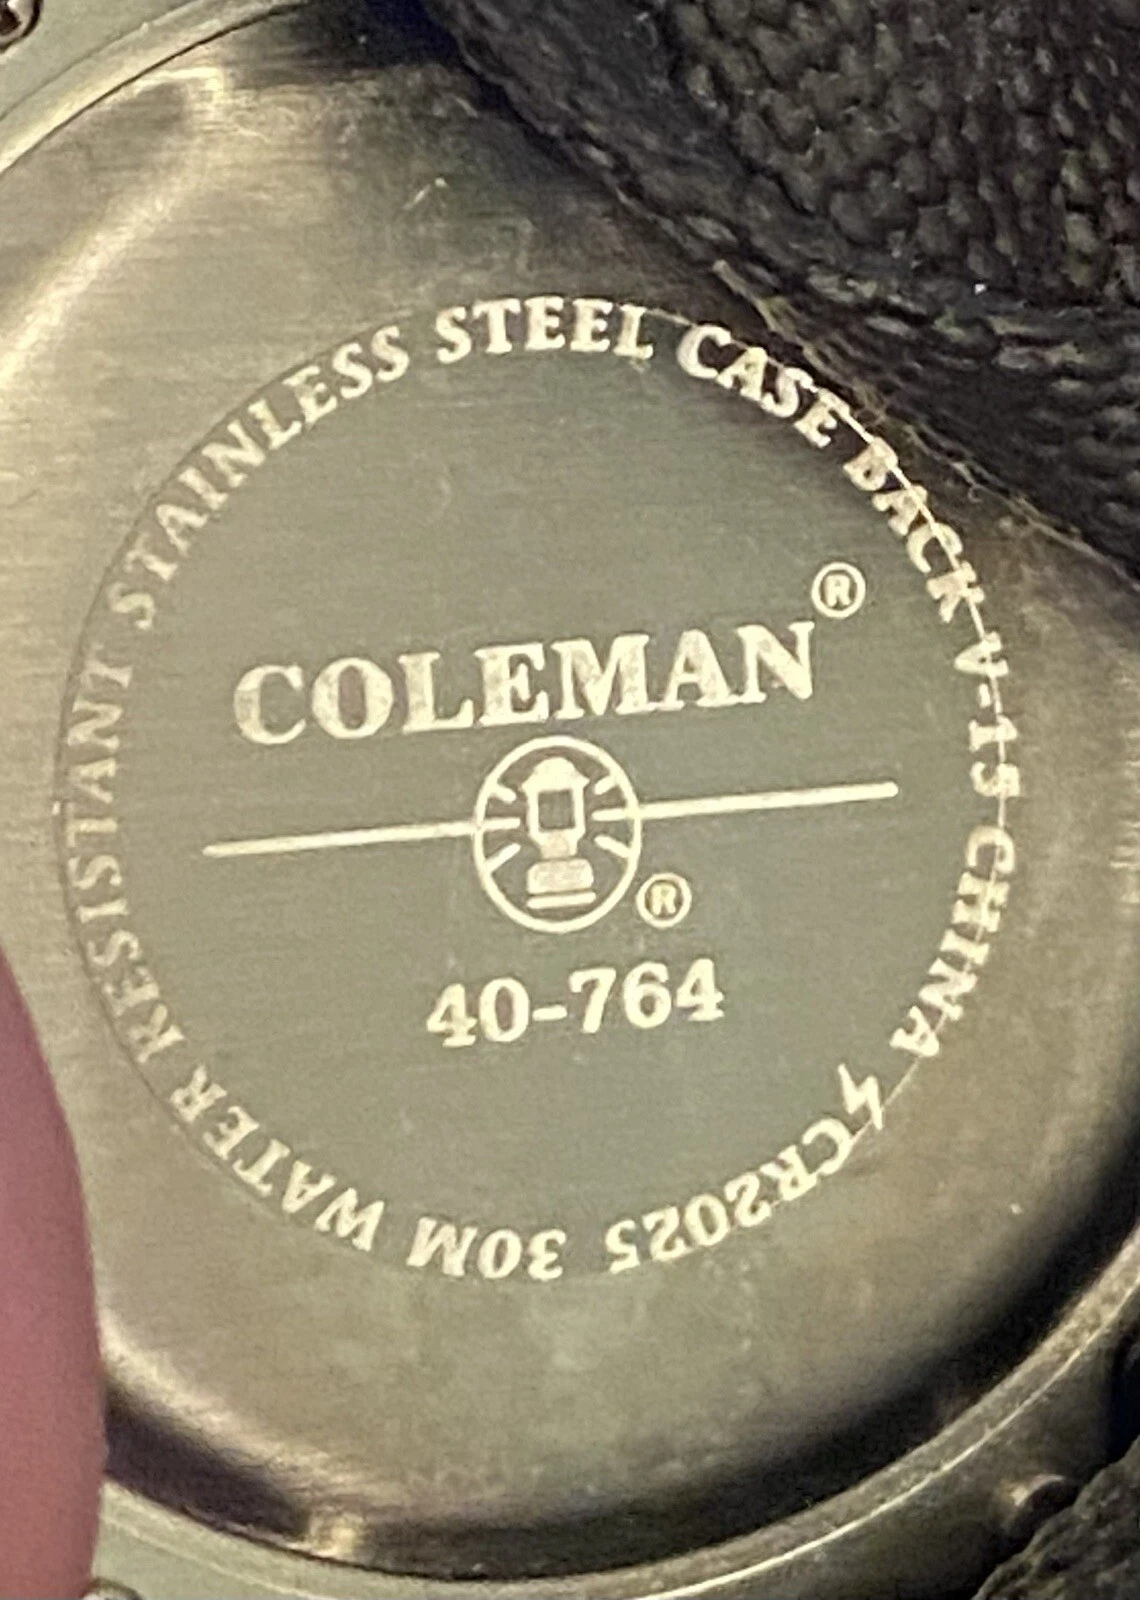 COLEMAN®
®
40-764
STAINLESS STEEL CASE BACK V-15 CHINA CR2025 30M WATER RESISTANT